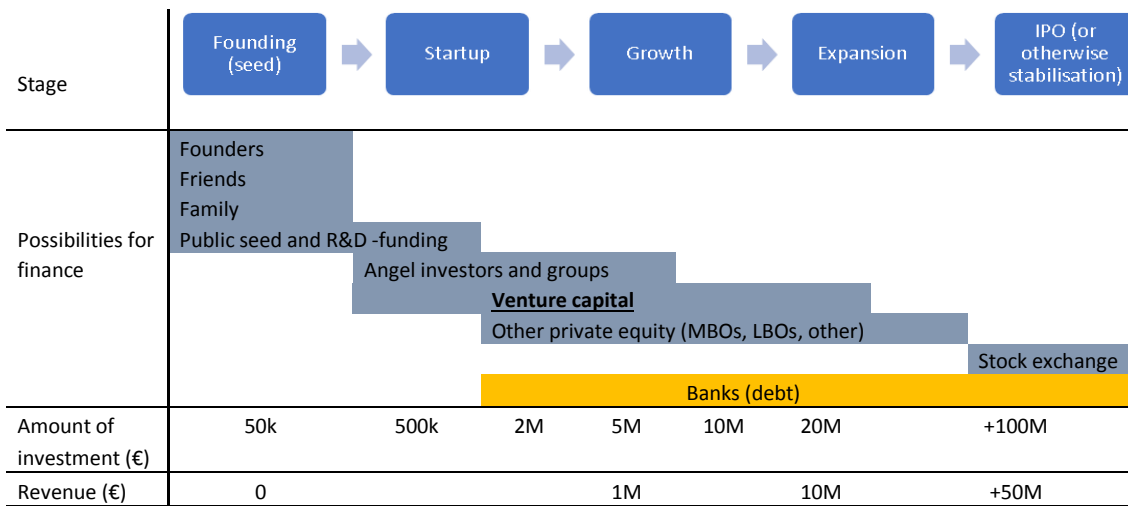 Stage
Founding
(seed)
Startup
Growth
Expansion
IPO (or
otherwise
stabilisation)
Possibilities for
finance
Founders
Friends
Family
Public seed and R&D -funding
Angel investors and groups
Venture capital
Other private equity (MBOs, LBOs, other)
Stock exchange
Banks (debt)
Amount of
investment (€)
50k 500k 2M 5M 10M 20M +100M
Revenue (€) 0 1M 10M +50M